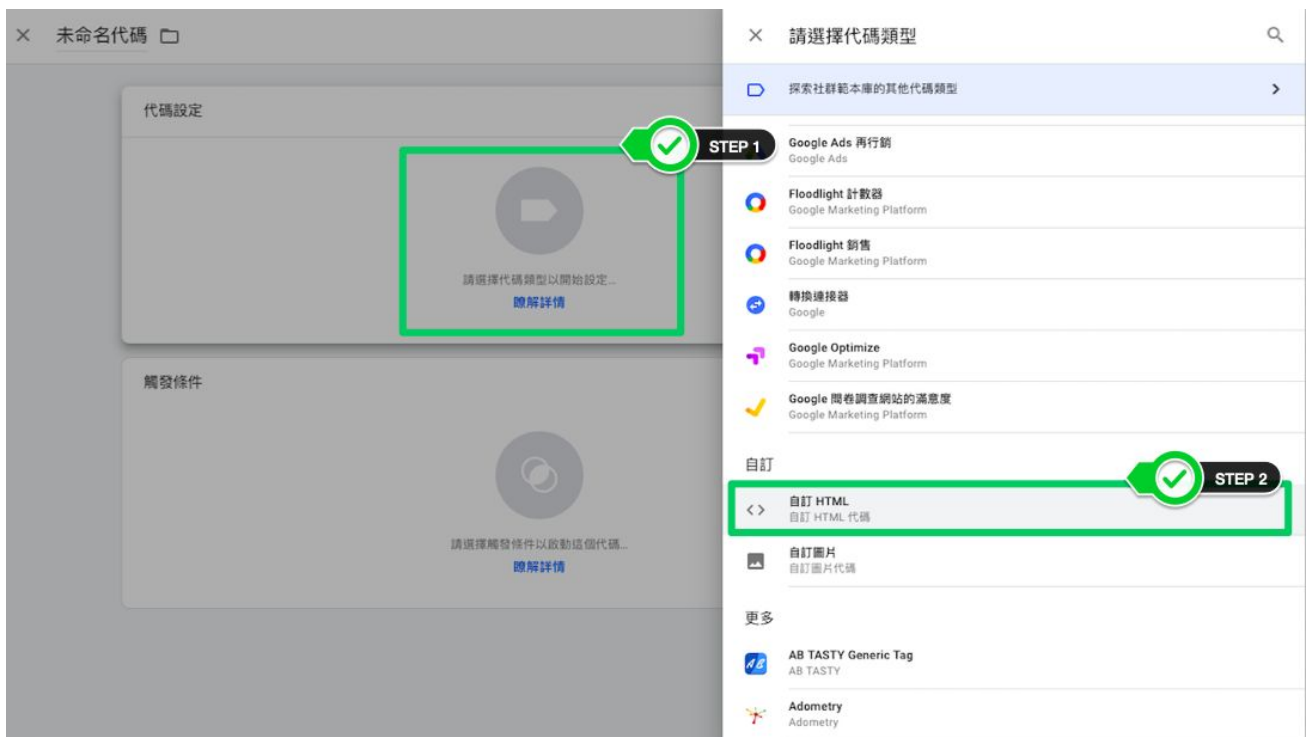 未命名代碼
代碼設定
STEP 1
請選擇代碼類型以開始設定...
瞭解詳情
觸發條件
請選擇觸發條件以啟動這個代碼...
瞭解詳情
請選擇代碼類型
探索社群範本庫的其他代碼類型
Google Ads 再行銷
Google Ads
Floodlight 計數器
Google Marketing Platform
Floodlight 銷售
Google Marketing Platform
轉換連接器
Google
Google Optimize
Google Marketing Platform
Google 問卷調查網站的滿意度
Google Marketing Platform
自訂
STEP 2
自訂 HTML
自訂 HTML 代碼
自訂圖片
自訂圖片代碼
更多
AB TASTY Generic Tag
AB TASTY
Adometry
Adometry